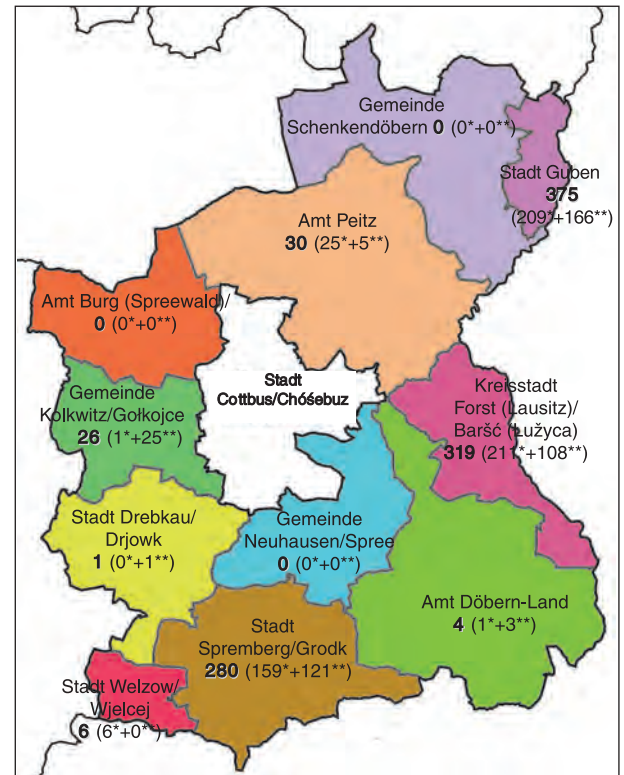 Gemeinde
Schenkendöbern 0 (0*+0**)
Stadt Guben
375
(209*+166**)
Amt Peitz
30 (25*+5**)
Amt Burg (Spreewald)/
0 (0*+0**)
Stadt
Cottbus/Chóśebuz
Gemeinde
Kolkwitz/Gołkojce
26 (1*+25**)
Kreisstadt
Forst (Lausitz)/
Baršć (Łužyca)
319 (211*+108**)
Stadt Drebkau/
Drjowk
1 (0*+1**)
Gemeinde
Neuhausen/Spree
0 (0*+0**)
Amt Döbern-Land
4 (1*+3**)
Stadt
Spremberg/Grodk
280 (159*+121**)
Stadt Welzow/
Wjelcej
6 (6*+0**)